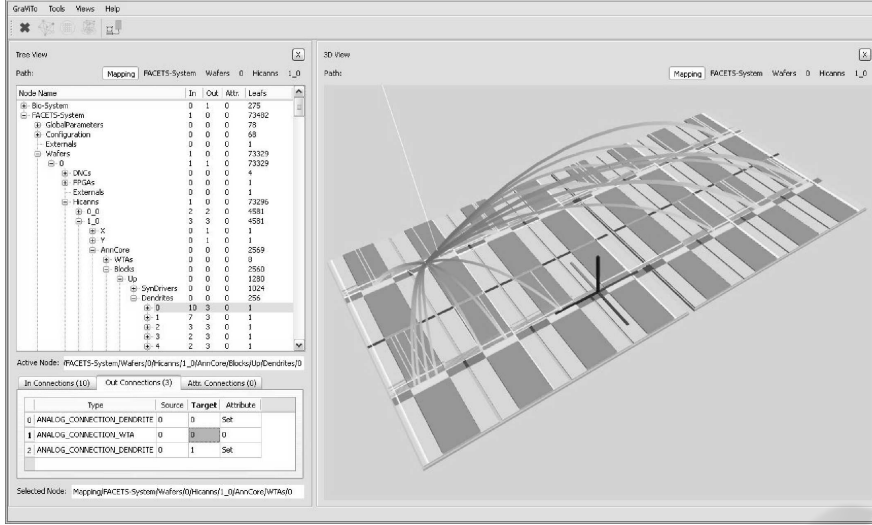 GraViTo Tools Views Help
Tree View
Path: Mapping FACETS-System Wafers 0 Hicanns 1_0
Node Name In Out Attr. Leafs
Bio-System 0 1 0 275
FACETS-System 1 0 0 73482
GlobalParameters 0 0 0 78
Configuration 0 0 0 68
Externals 0 0 0 1
Wafers 1 0 0 73329
0 1 1 0 73329
DNCs 0 0 0 4
FPGAs 0 0 0 1
Externals 0 0 0 1
Hicanns 1 0 0 73296
0_0 2 2 0 4581
1_0 3 3 0 4581
X 0 1 0 1
Y 0 1 0 1
AnnCore 0 0 0 2569
WTAs 0 0 0 8
Blocks 0 0 0 2560
Up 0 0 0 1280
SynDrivers 0 0 0 1024
Dendrites 0 0 0 256
0 10 3 0 1
1 7 3 0 1
2 3 3 0 1
3 2 3 0 1
4 2 3 0 1
Active Node: /FACETS-System/Wafers/0/Hicanns/1_0/AnnCore/Blocks/Up/Dendrites/0
In Connections (10) Out Connections (3) Attr. Connections (0)
Type Source Target Attribute
0 ANALOG_CONNECTION_DENDRITE 0 0 Set
1 ANALOG_CONNECTION_WTA 0 0 0
2 ANALOG_CONNECTION_DENDRITE 0 1 Set
Selected Node: Mapping/FACETS-System/Wafers/0/Hicanns/1_0/AnnCore/WTAs/0
3D View
Path: Mapping FACETS-System Wafers 0 Hicanns 1_0